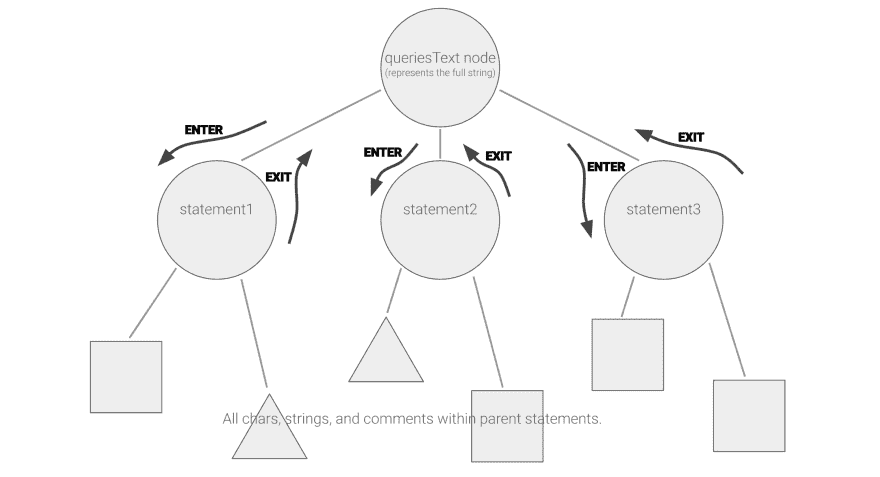 queriesText node
(represents the full string)
ENTER
EXIT
ENTER
EXIT
ENTER
EXIT
statement1
statement2
statement3
All chars, strings, and comments within parent statements.